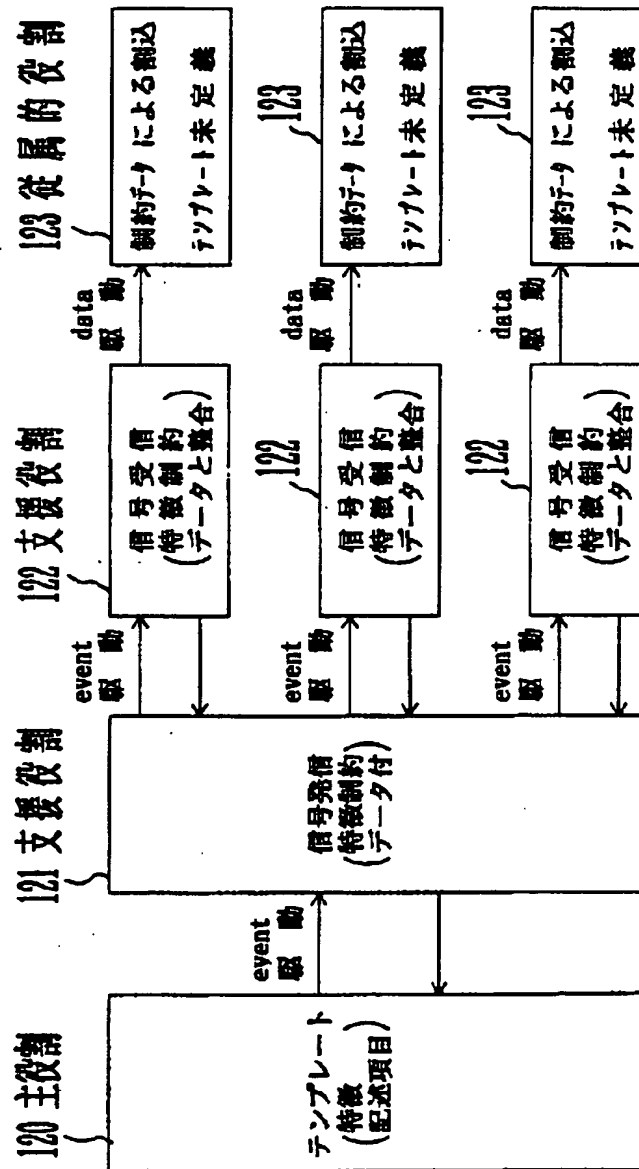 120 主役割
テンプレート
(特徴
記述項目)
event
駆動
121 支援役割
信号発信
(特徴制約
データ付)
event
駆動
122 支援役割
信号受信
(特徴制約
データと整合)
data
駆動
123 従属的役割
制約データによる割込
テンプレート未定義
event
駆動
122
信号受信
(特徴制約
データと整合)
data
駆動
123
制約データによる割込
テンプレート未定義
event
駆動
122
信号受信
(特徴制約
データと整合)
data
駆動
123
制約データによる割込
テンプレート未定義